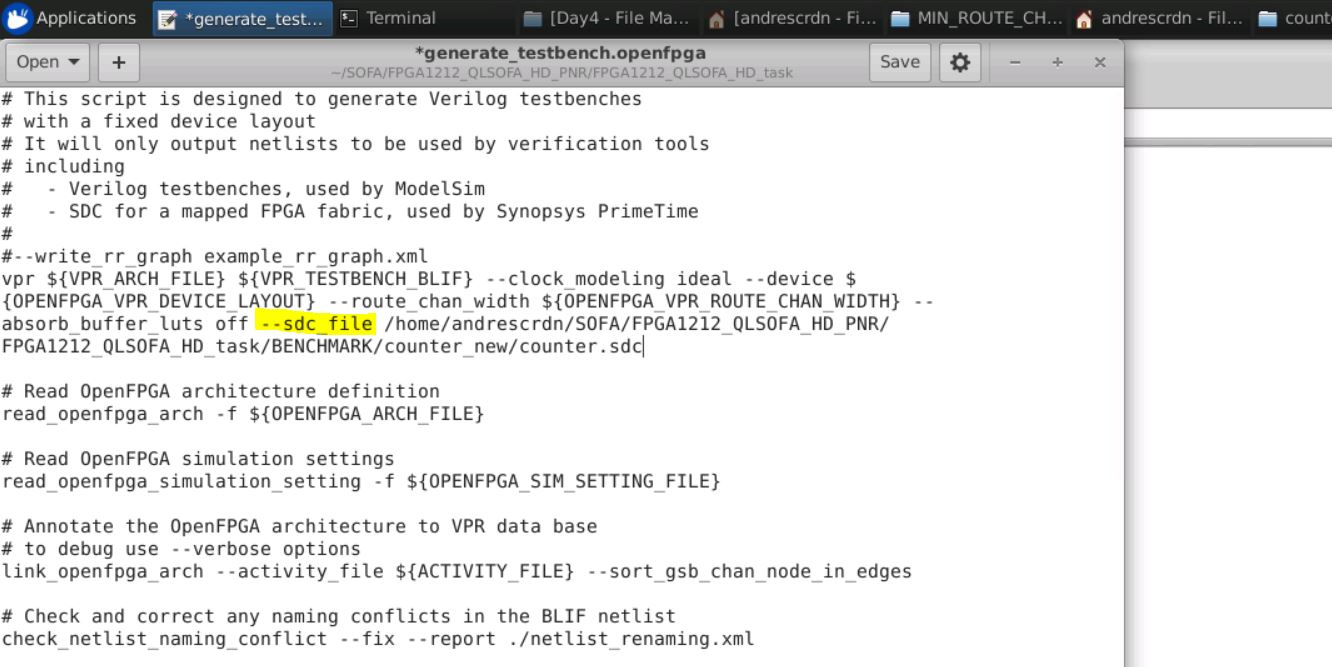 Applications *generate_test... Terminal [Day4 - File Ma... [andrescrdn - Fi... MIN_ROUTE_CH... andrescrdn - Fil... count
Open + *generate_testbench.openfpga Save
~/SOFA/FPGA1212_QLSOFA_HD_PNR/FPGA1212_QLSOFA_HD_task
# This script is designed to generate Verilog testbenches
# with a fixed device layout
# It will only output netlists to be used by verification tools
# including
#   - Verilog testbenches, used by ModelSim
#   - SDC for a mapped FPGA fabric, used by Synopsys PrimeTime
#
#--write_rr_graph example_rr_graph.xml
vpr ${VPR_ARCH_FILE} ${VPR_TESTBENCH_BLIF} --clock_modeling ideal --device $
{OPENFPGA_VPR_DEVICE_LAYOUT} --route_chan_width ${OPENFPGA_VPR_ROUTE_CHAN_WIDTH} --
absorb_buffer_luts off --sdc_file /home/andrescrdn/SOFA/FPGA1212_QLSOFA_HD_PNR/
FPGA1212_QLSOFA_HD_task/BENCHMARK/counter_new/counter.sdc
# Read OpenFPGA architecture definition
read_openfpga_arch -f ${OPENFPGA_ARCH_FILE}
# Read OpenFPGA simulation settings
read_openfpga_simulation_setting -f ${OPENFPGA_SIM_SETTING_FILE}
# Annotate the OpenFPGA architecture to VPR data base
# to debug use --verbose options
link_openfpga_arch --activity_file ${ACTIVITY_FILE} --sort_gsb_chan_node_in_edges
# Check and correct any naming conflicts in the BLIF netlist
check_netlist_naming_conflict --fix --report ./netlist_renaming.xml